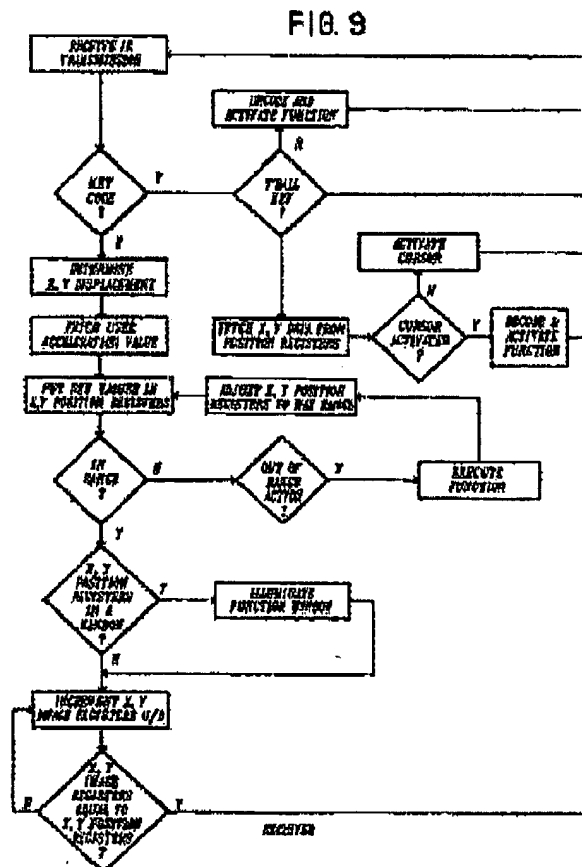 FIG. 9
RECEIVE IR
TRANSMISSION
DECODE AND
ACTIVATE FUNCTION
N
KEY
CODE
?
Y
T'BALL
KEY
?
N
ACTIVATE
CURSOR
DETERMINE
X, Y DISPLACEMENT
N
FETCH USER
ACCELERATION VALUE
FETCH X, Y DATA FROM
POSITION REGISTERS
CURSOR
ACTIVATED
?
Y
DECODE &
ACTIVATE
FUNCTION
PUT NEW VALUES IN
X,Y POSITION REGISTERS
X, Y POSITION
REGISTERS TO MAX RANGE
IN
RANGE
?
N
OUT OF
RANGE
ACTION
?
Y
EXECUTE
FUNCTION
Y
X, Y
POSITION
REGISTERS
IN A
WINDOW
?
Y
ILLUMINATE
FUNCTION WINDOW
N
INCREMENT X, Y
IMAGE REGISTERS U/D
N
X, Y
IMAGE
REGISTERS
EQUAL TO
X, Y POSITION
REGISTERS
?
Y
RECEIVER